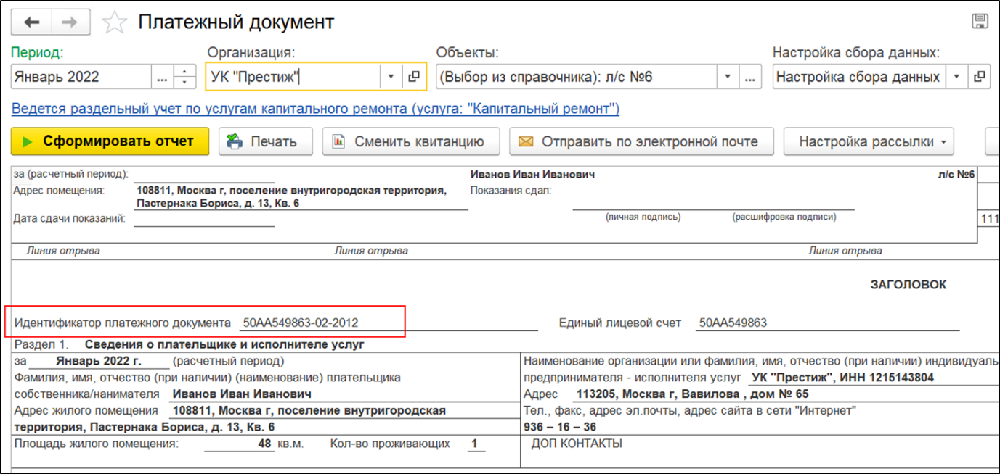 Платежный документ
Период: Организация: Объекты: Настройка сбора данных:
Январь 2022 ... УК "Престиж" (Выбор из справочника): л/с №6 ... Настройка сбора данных
Ведется раздельный учет по услугам капитального ремонта (услуга: "Капитальный ремонт")
Сформировать отчет Печать Сменить квитанцию Отправить по электронной почте Настройка рассылки
за (расчетный период): Иванов Иван Иванович л/с №6
Адрес помещения: 108811, Москва г, поселение внутригородская территория, Показания сдал:
Пастернака Бориса, д. 13, Кв. 6
Дата сдачи показаний: (личная подпись) (расшифровка подписи) 111
Линия отрыва Линия отрыва Линия отрыва
ЗАГОЛОВОК
Идентификатор платежного документа 50АА549863-02-2012 Единый лицевой счет 50АА549863
Раздел 1. Сведения о плательщике и исполнителе услуг
за Январь 2022 г. (расчетный период) Наименование организации или фамилия, имя, отчество (при наличии) индивидуаль
Фамилия, имя, отчество (при наличии) (наименование) плательщика предпринимателя - исполнителя услуг УК "Престиж", ИНН 1215143804
собственника/нанимателя Иванов Иван Иванович Адрес 113205, Москва г, Вавилова , дом № 65
Адрес жилого помещения 108811, Москва г, поселение внутригородская Тел., факс, адрес эл.почты, адрес сайта в сети "Интернет"
территория, Пастернака Бориса, д. 13, Кв. 6 936 – 16 – 36
Площадь жилого помещения: 48 кв.м. Кол-во проживающих 1 ДОП КОНТАКТЫ